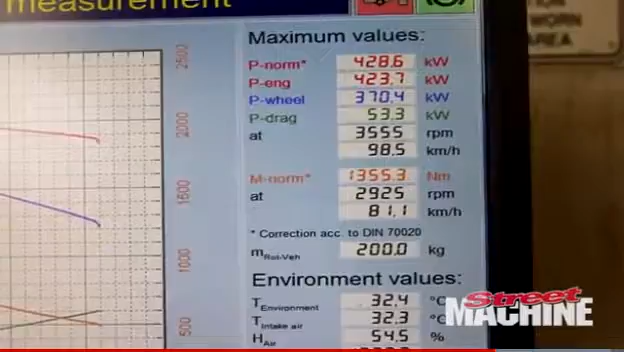 measurement
Maximum values:
P-norm* 428.6 kW
P-eng 423.7 kW
P-wheel 370.4 kW
P-drag 53.3 kW
at 3555 rpm
98.5 km/h
M-norm* 1355.3 Nm
at 2925 rpm
81.1 km/h
* Correction acc. to DIN 70020
mRot-Veh 200.0 kg
Environment values:
TEnvironment 32.4 °C
TIntake air 32.3 °C
HAir 54.5 %
2500
2000
1500
1000
500
WORN
AREA
Street
MACHINE